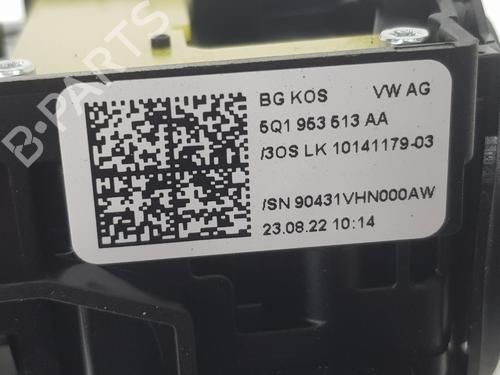 BG KOS VW AG
5Q1 953 513 AA
/3OS LK 10141179-03
/SN 90431VHN000AW
23.08.22 10:14
B-PARTS